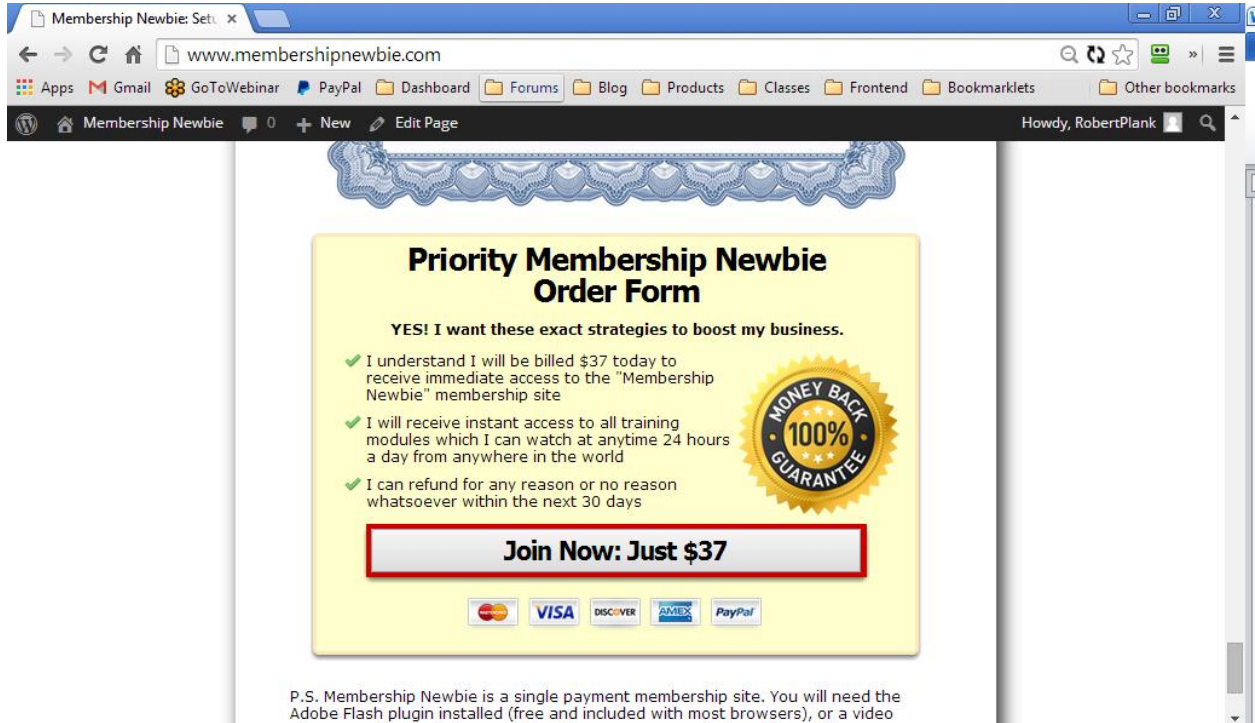 Membership Newbie: Setu
www.membershipnewbie.com
Apps Gmail GoToWebinar PayPal Dashboard Forums Blog Products Classes Frontend Bookmarklets Other bookmarks
Membership Newbie 0 + New Edit Page Howdy, RobertPlank
Priority Membership Newbie
Order Form
YES! I want these exact strategies to boost my business.
I understand I will be billed $37 today to
receive immediate access to the "Membership
Newbie" membership site
I will receive instant access to all training
modules which I can watch at anytime 24 hours
a day from anywhere in the world
I can refund for any reason or no reason
whatsoever within the next 30 days
MONEY BACK
100%
GUARANTEE
Join Now: Just $37
MasterCard VISA DISCOVER AMEX PayPal
P.S. Membership Newbie is a single payment membership site. You will need the
Adobe Flash plugin installed (free and included with most browsers), or a video